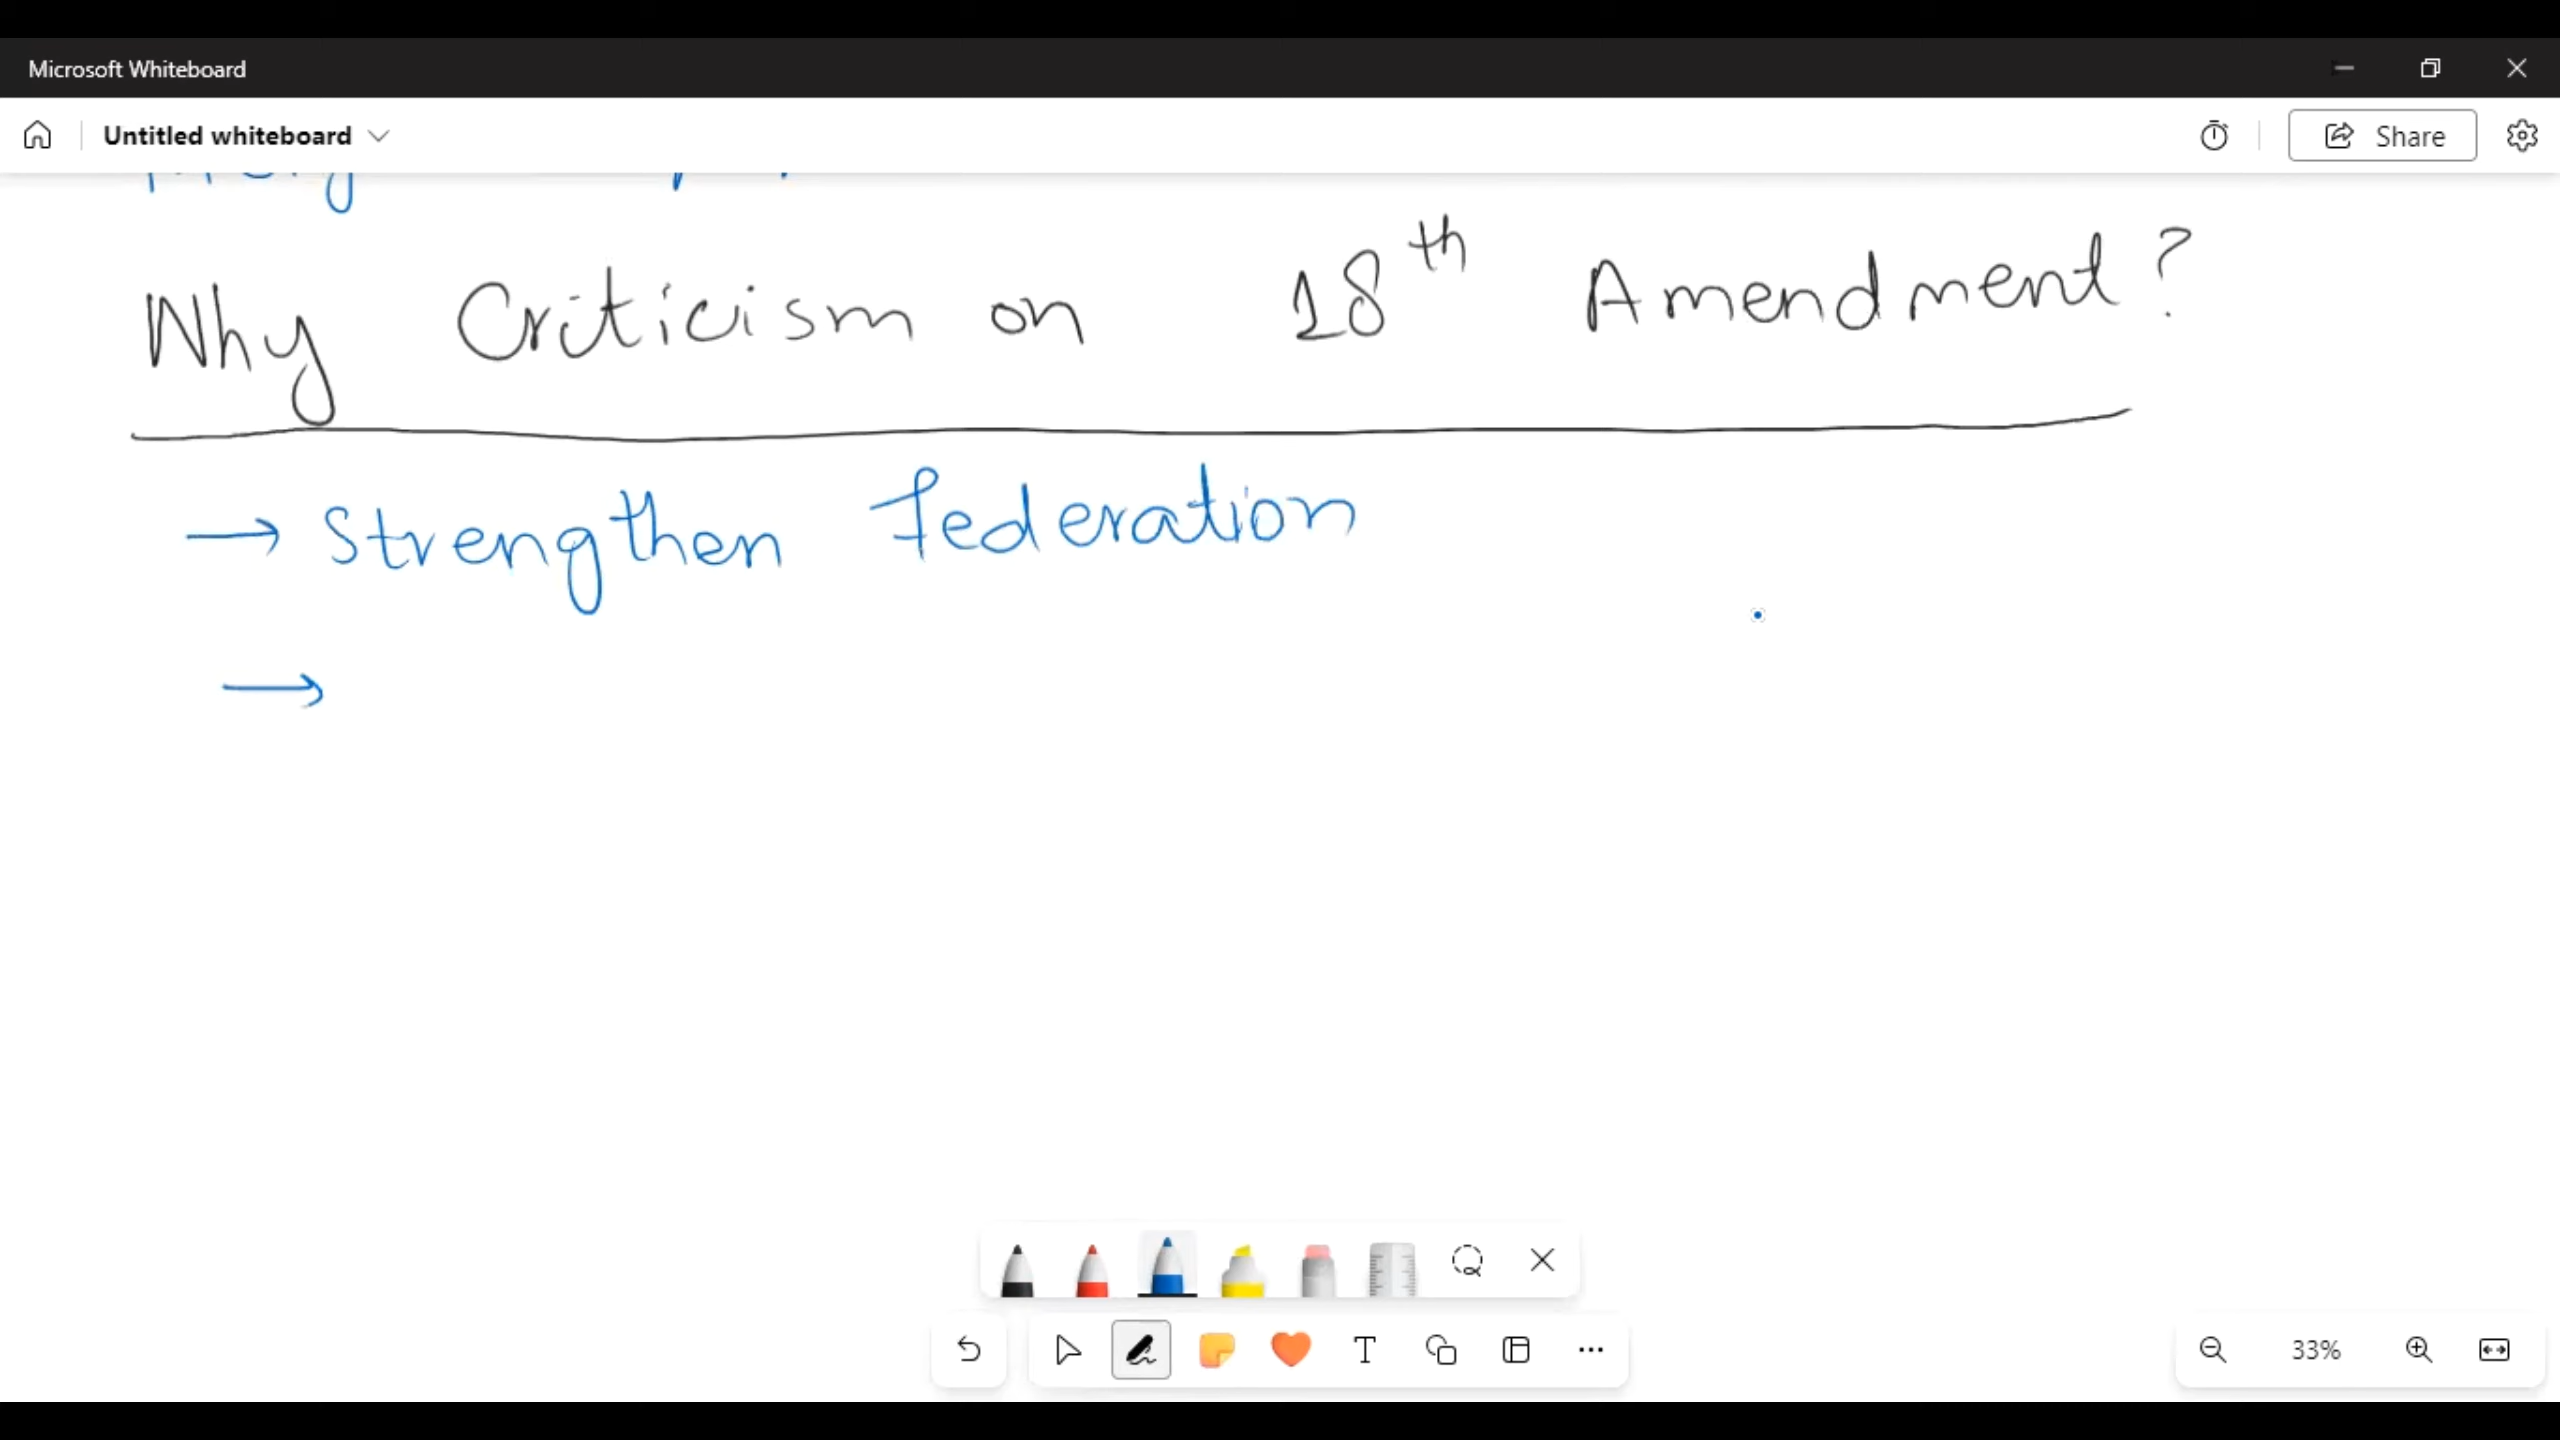 Microsoft Whiteboard
Untitled whiteboard
Share
Why Criticism on 18th Amendment?
→ Strengthen Federation
→
33%